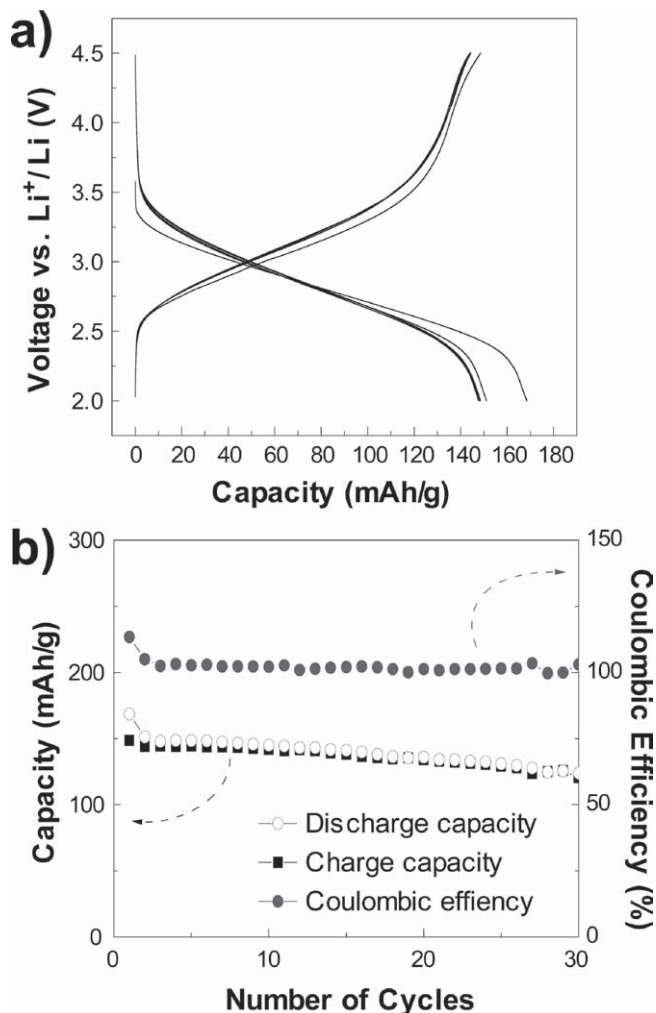 a)
Voltage vs. Li+/ Li (V)
4.5
4.0
3.5
3.0
2.5
2.0
0 20 40 60 80 100 120 140 160 180
Capacity (mAh/g)
b)
Capacity (mAh/g)
300
200
100
0
150
100
50
0
Coulombic Efficiency (%)
Discharge capacity
Charge capacity
Coulombic effiency
0 10 20 30
Number of Cycles